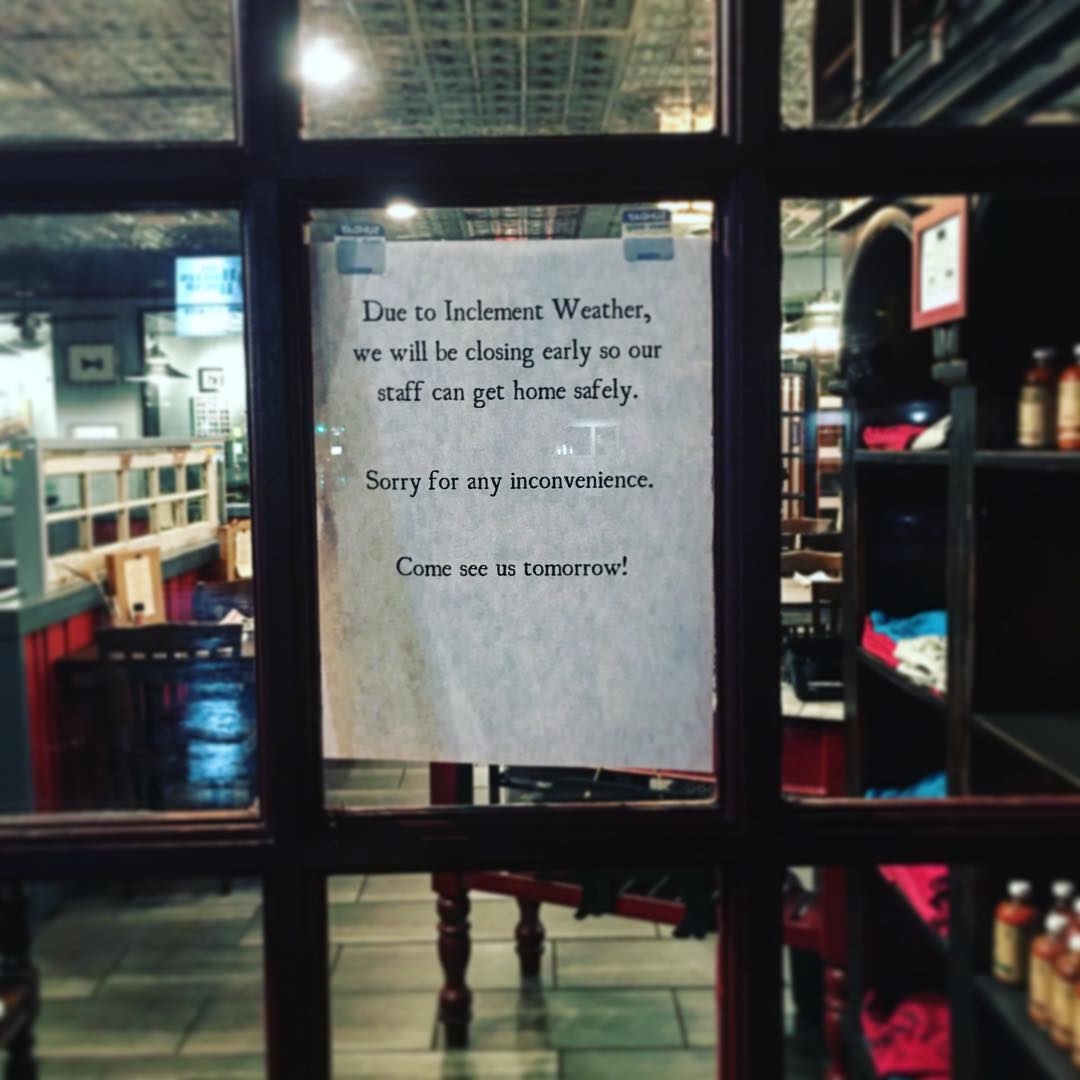 Due to Inclement Weather,
we will be closing early so our
staff can get home safely.
Sorry for any inconvenience.
Come see us tomorrow!